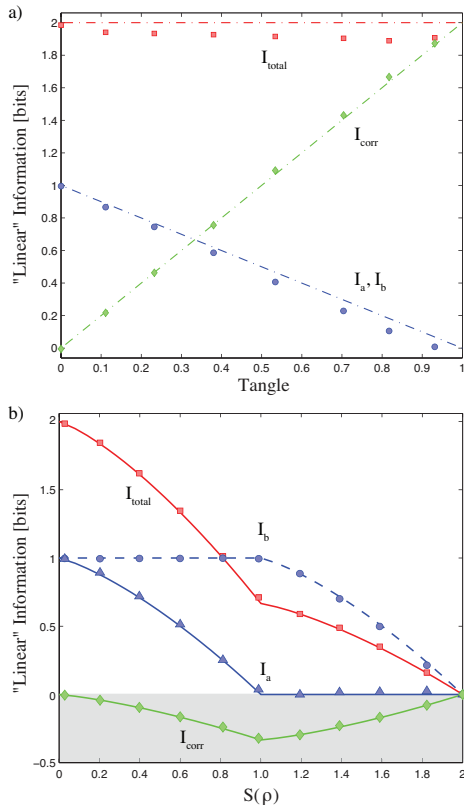 a)
"Linear" Information [bits]
2
1.8
1.6
1.4
1.2
1
0.8
0.6
0.4
0.2
0
I_total
I_corr
I_a, I_b
0 0.1 0.2 0.3 0.4 0.5 0.6 0.7 0.8 0.9 1
Tangle
b)
"Linear" Information [bits]
2
1.5
1
0.5
0
−0.5
I_total
I_b
I_a
I_corr
0 0.2 0.4 0.6 0.8 1.0 1.2 1.4 1.6 1.8 2
S(ρ)